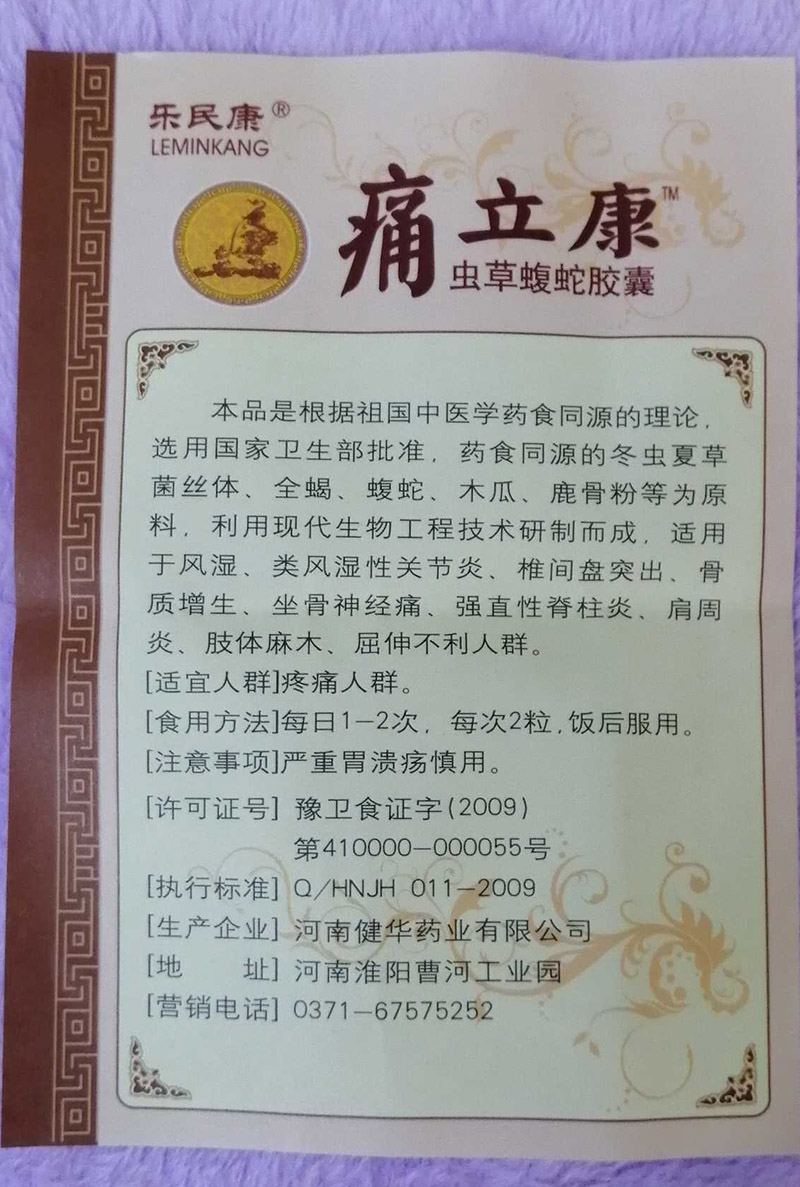 乐民康®
LEMINKANG
痛立康™
虫草蝮蛇胶囊
本品是根据祖国中医学药食同源的理论，
选用国家卫生部批准，药食同源的冬虫夏草
菌丝体、全蝎、蝮蛇、木瓜、鹿骨粉等为原
料，利用现代生物工程技术研制而成，适用
于风湿、类风湿性关节炎、椎间盘突出、骨
质增生、坐骨神经痛、强直性脊柱炎、肩周
炎、肢体麻木、屈伸不利人群。
[适宜人群]疼痛人群。
[食用方法]每日1-2次，每次2粒,饭后服用。
[注意事项]严重胃溃疡慎用。
[许可证号] 豫卫食证字(2009)
第410000-000055号
[执行标准] Q/HNJH 011-2009
[生产企业] 河南健华药业有限公司
[地 址] 河南淮阳曹河工业园
[营销电话] 0371-67575252